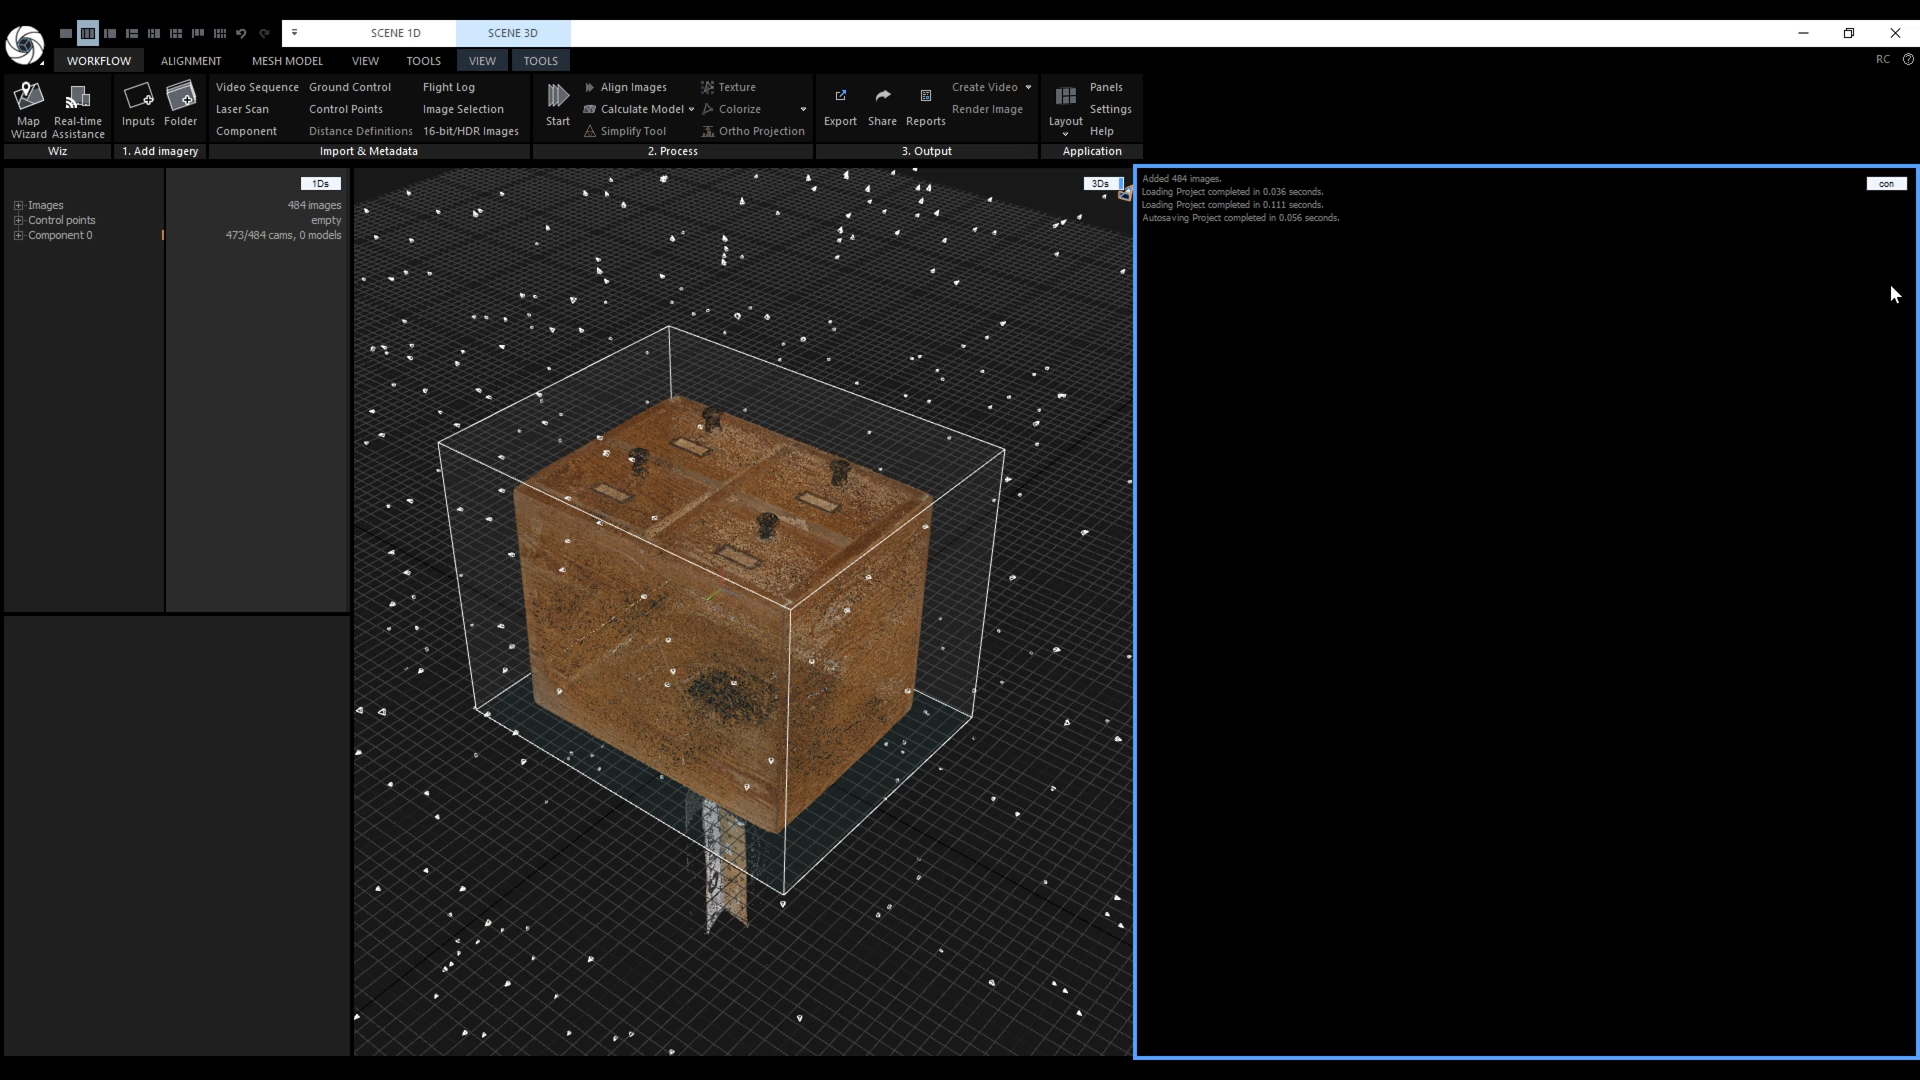 SCENE 1D
SCENE 3D
WORKFLOW
ALIGNMENT
MESH MODEL
VIEW
TOOLS
VIEW
TOOLS
RC
Map Wizard
Real-time Assistance
Wiz
Inputs
Folder
1. Add imagery
Video Sequence
Ground Control
Flight Log
Laser Scan
Control Points
Image Selection
Component
Distance Definitions
16-bit/HDR Images
Import & Metadata
Start
Align Images
Texture
Calculate Model
Colorize
Simplify Tool
Ortho Projection
2. Process
Export
Share
Reports
Create Video
Render Image
3. Output
Layout
Panels
Settings
Help
Application
1Ds
Images 484 images
Control points empty
Component 0 473/484 cams, 0 models
3Ds
con
Added 484 images.
Loading Project completed in 0.036 seconds.
Loading Project completed in 0.111 seconds.
Autosaving Project completed in 0.056 seconds.